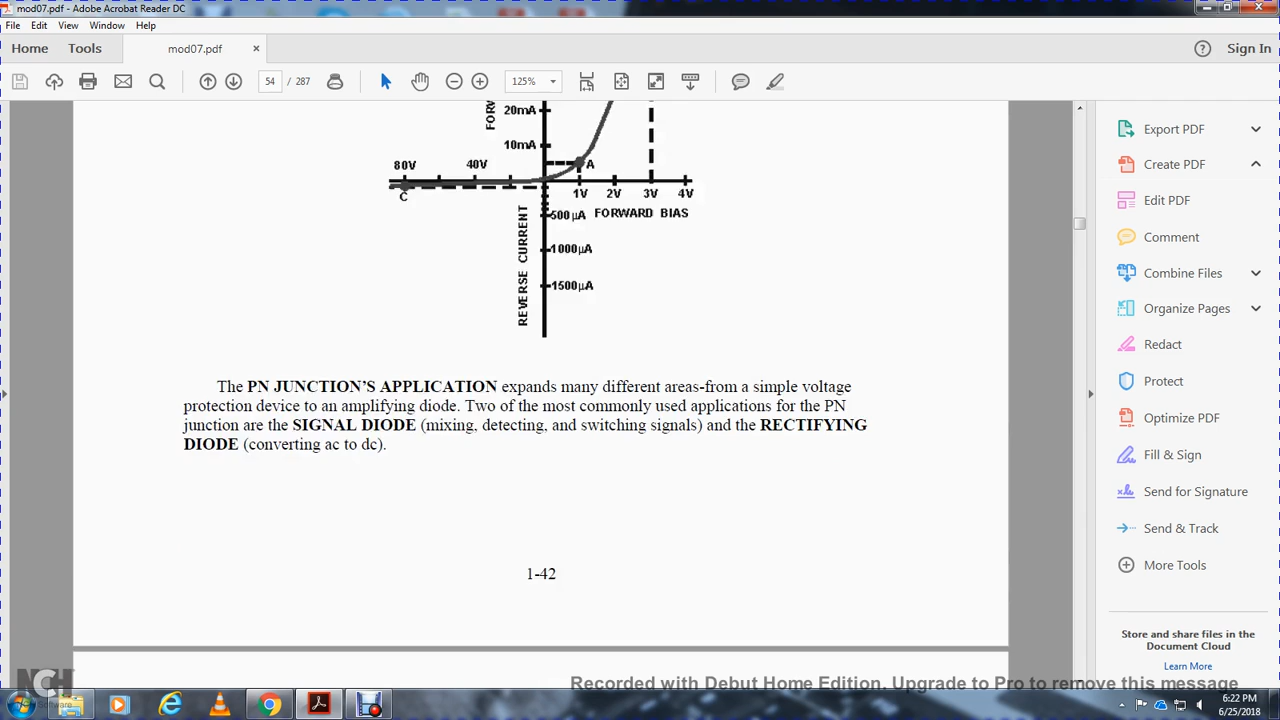 mod07.pdf - Adobe Acrobat Reader DC
File Edit View Window Help
Home Tools mod07.pdf × Sign In
54 / 287 125%
20mA
10mA
80V 40V A
C 1V 2V 3V 4V
500µA FORWARD BIAS
REVERSE CURRENT
1000µA
1500µA
The PN JUNCTION'S APPLICATION expands many different areas-from a simple voltage
protection device to an amplifying diode. Two of the most commonly used applications for the PN
junction are the SIGNAL DIODE (mixing, detecting, and switching signals) and the RECTIFYING
DIODE (converting ac to dc).
1-42
Export PDF
Create PDF
Edit PDF
Comment
Combine Files
Organize Pages
Redact
Protect
Optimize PDF
Fill & Sign
Send for Signature
Send & Track
More Tools
Store and share files in the
Document Cloud
Learn More
NCH
Software
Recorded with Debut Home Edition. Upgrade to Pro to remove this message
6:22 PM
6/25/2018